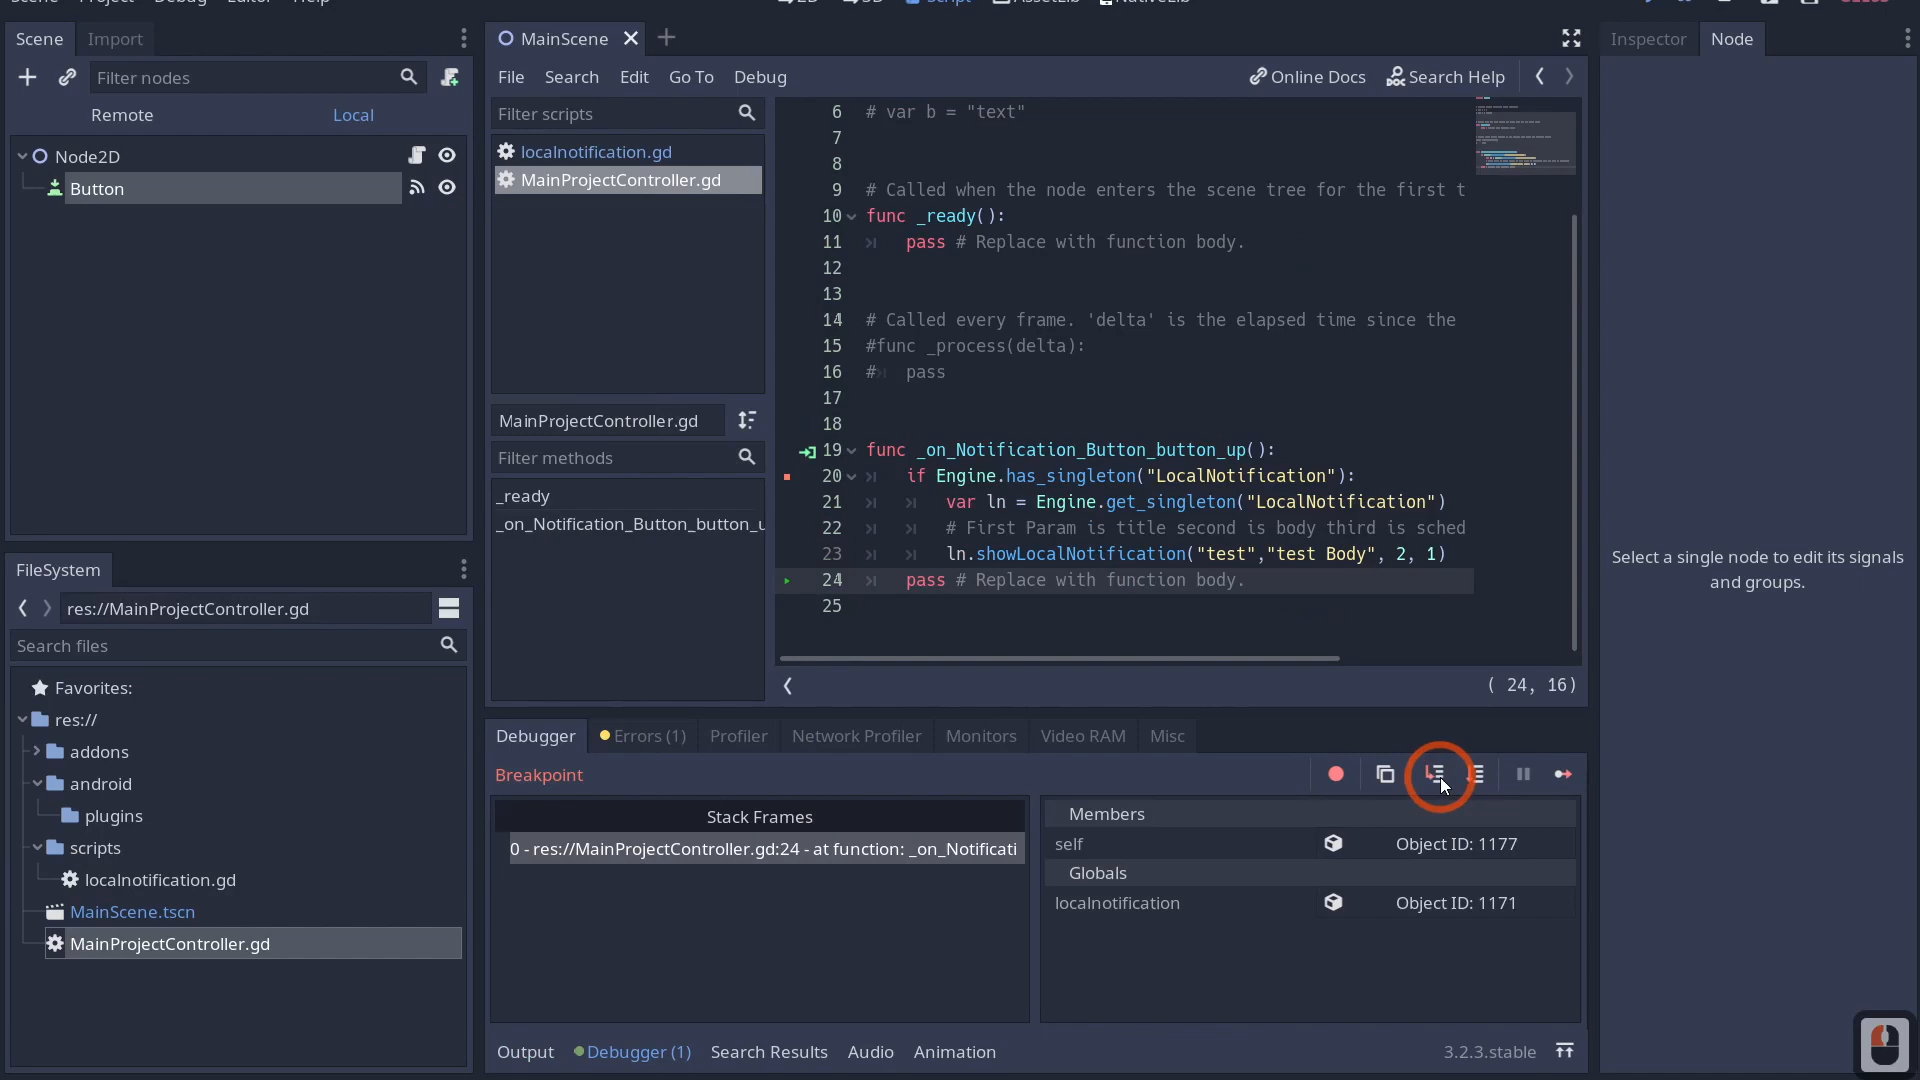 Scene Project Debug Editor Help
2D 3D Script AssetLib NativeLib
Scene Import
Filter nodes
Remote Local
Node2D
Button
FileSystem
res://MainProjectController.gd
Search files
Favorites:
res://
addons
android
plugins
scripts
localnotification.gd
MainScene.tscn
MainProjectController.gd
MainScene
File Search Edit Go To Debug
Online Docs Search Help
Filter scripts
localnotification.gd
MainProjectController.gd
MainProjectController.gd
Filter methods
_ready
_on_Notification_Button_button_u
6 # var b = "text"
7
8
9 # Called when the node enters the scene tree for the first t
10 func _ready():
11 pass # Replace with function body.
12
13
14 # Called every frame. 'delta' is the elapsed time since the
15 #func _process(delta):
16 # pass
17
18
19 func _on_Notification_Button_button_up():
20 if Engine.has_singleton("LocalNotification"):
21 var ln = Engine.get_singleton("LocalNotification")
22 # First Param is title second is body third is sched
23 ln.showLocalNotification("test","test Body", 2, 1)
24 pass # Replace with function body.
25
( 24, 16)
Debugger Errors (1) Profiler Network Profiler Monitors Video RAM Misc
Breakpoint
Stack Frames
0 - res://MainProjectController.gd:24 - at function: _on_Notificati
Members
self Object ID: 1177
Globals
localnotification Object ID: 1171
Output Debugger (1) Search Results Audio Animation
3.2.3.stable
Inspector Node
Select a single node to edit its signals
and groups.